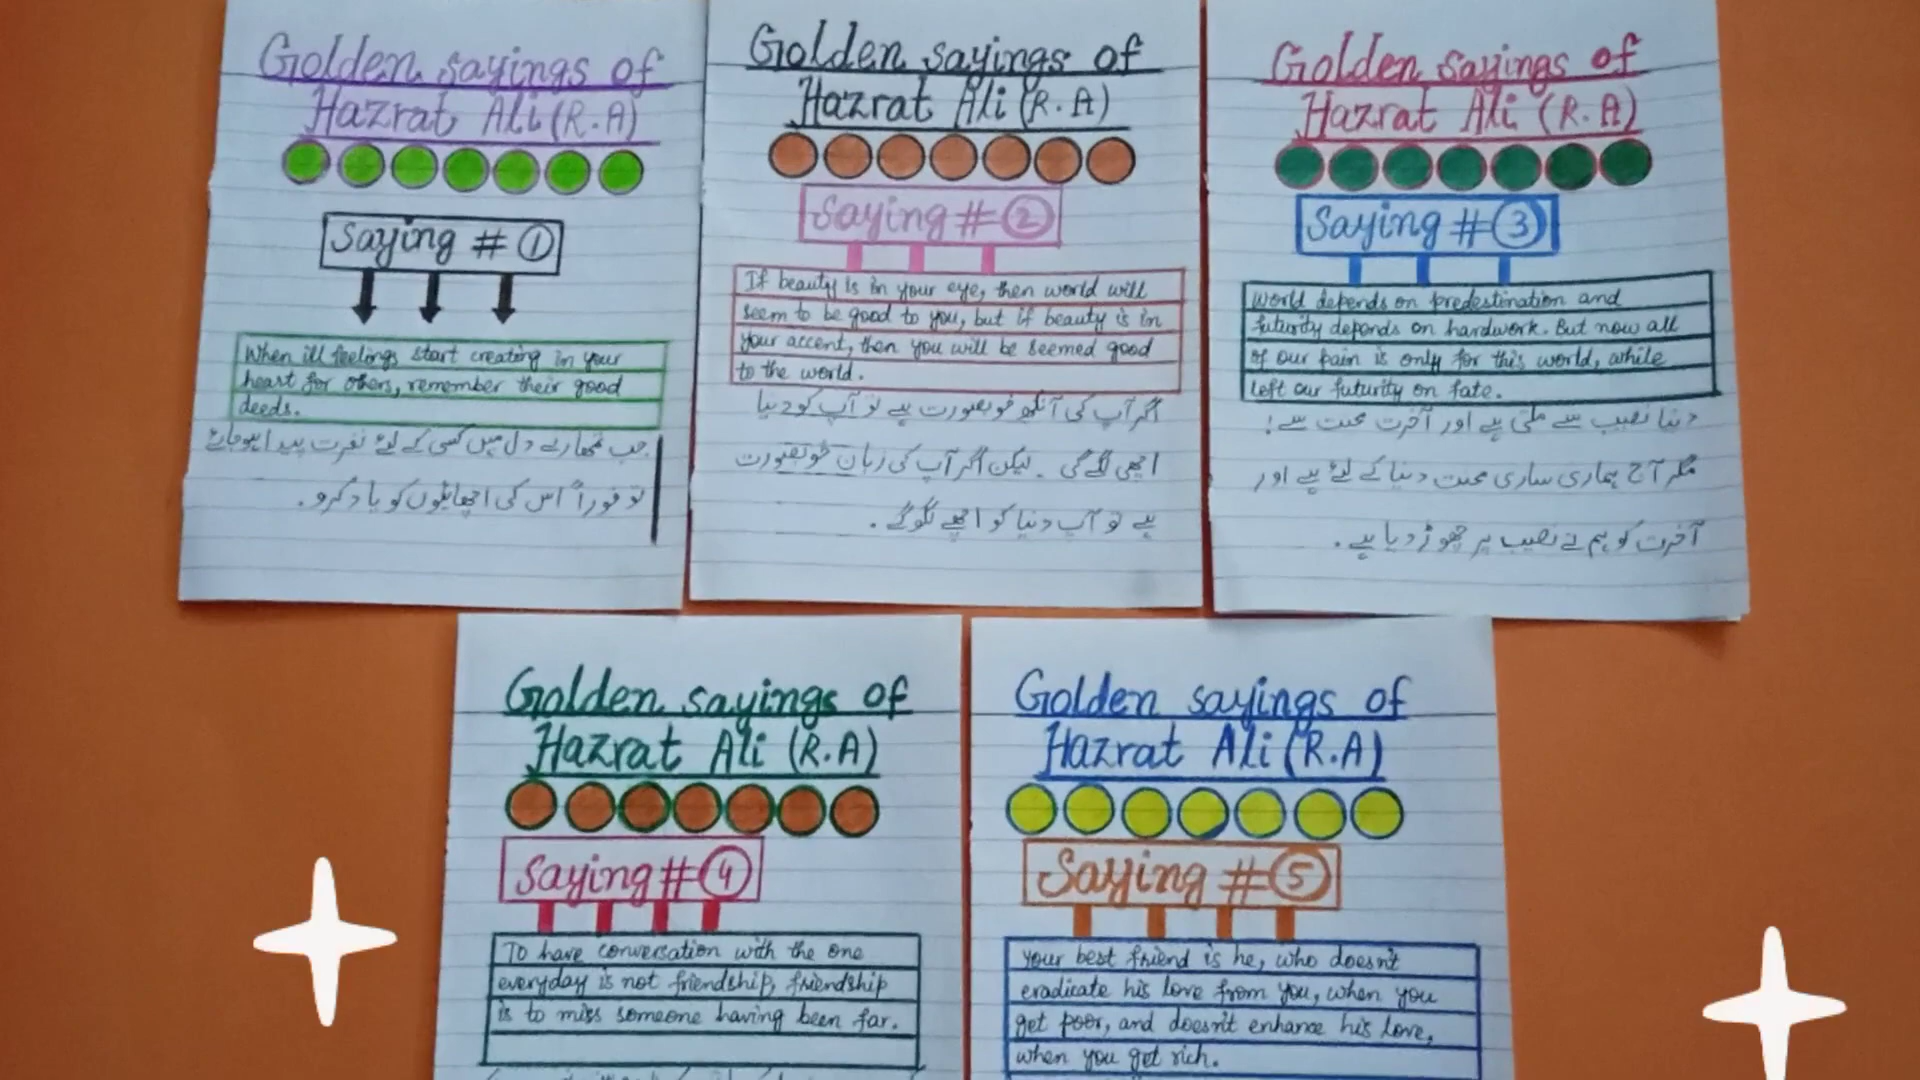 Golden sayings of
Hazrat Ali (R.A)
Saying # 1
When ill feelings start creating in your
heart for others, remember their good
deeds.
جب تمھارے دل میں کسی کے لئے نفرت پیدا ہو جائے
تو فوراً اس کی اچھائیوں کو یاد کرو۔
Golden sayings of
Hazrat Ali (R.A)
Saying # 2
If beauty is in your eye, then world will
seem to be good to you, but if beauty is in
your accent, then you will be seemed good
to the world.
اگر آپ کی آنکھ خوبصورت ہے تو آپ کو دنیا
اچھی لگے گی ۔ لیکن اگر آپ کی زبان خوبصورت
ہے تو آپ دنیا کو اچھے لگو گے ۔
Golden sayings of
Hazrat Ali (R.A)
Saying # 3
World depends on predestination and
futurity depends on hardwork. But now all
of our pain is only for this world, while
left our futurity on fate.
دنیا نصیب سے ملتی ہے اور آخرت محنت سے!
مگر آج ہماری ساری محنت دنیا کے لئے ہے اور
آخرت کو ہم نے نصیب پر چھوڑ دیا ہے ۔
Golden sayings of
Hazrat Ali (R.A)
Saying # 4
To have conversation with the one
everyday is not friendship, friendship
is to miss someone having been far.
Golden sayings of
Hazrat Ali (R.A)
Saying # 5
your best friend is he, who doesn't
eradicate his love from you, when you
get poor, and doesn't enhance his love,
when you get rich.